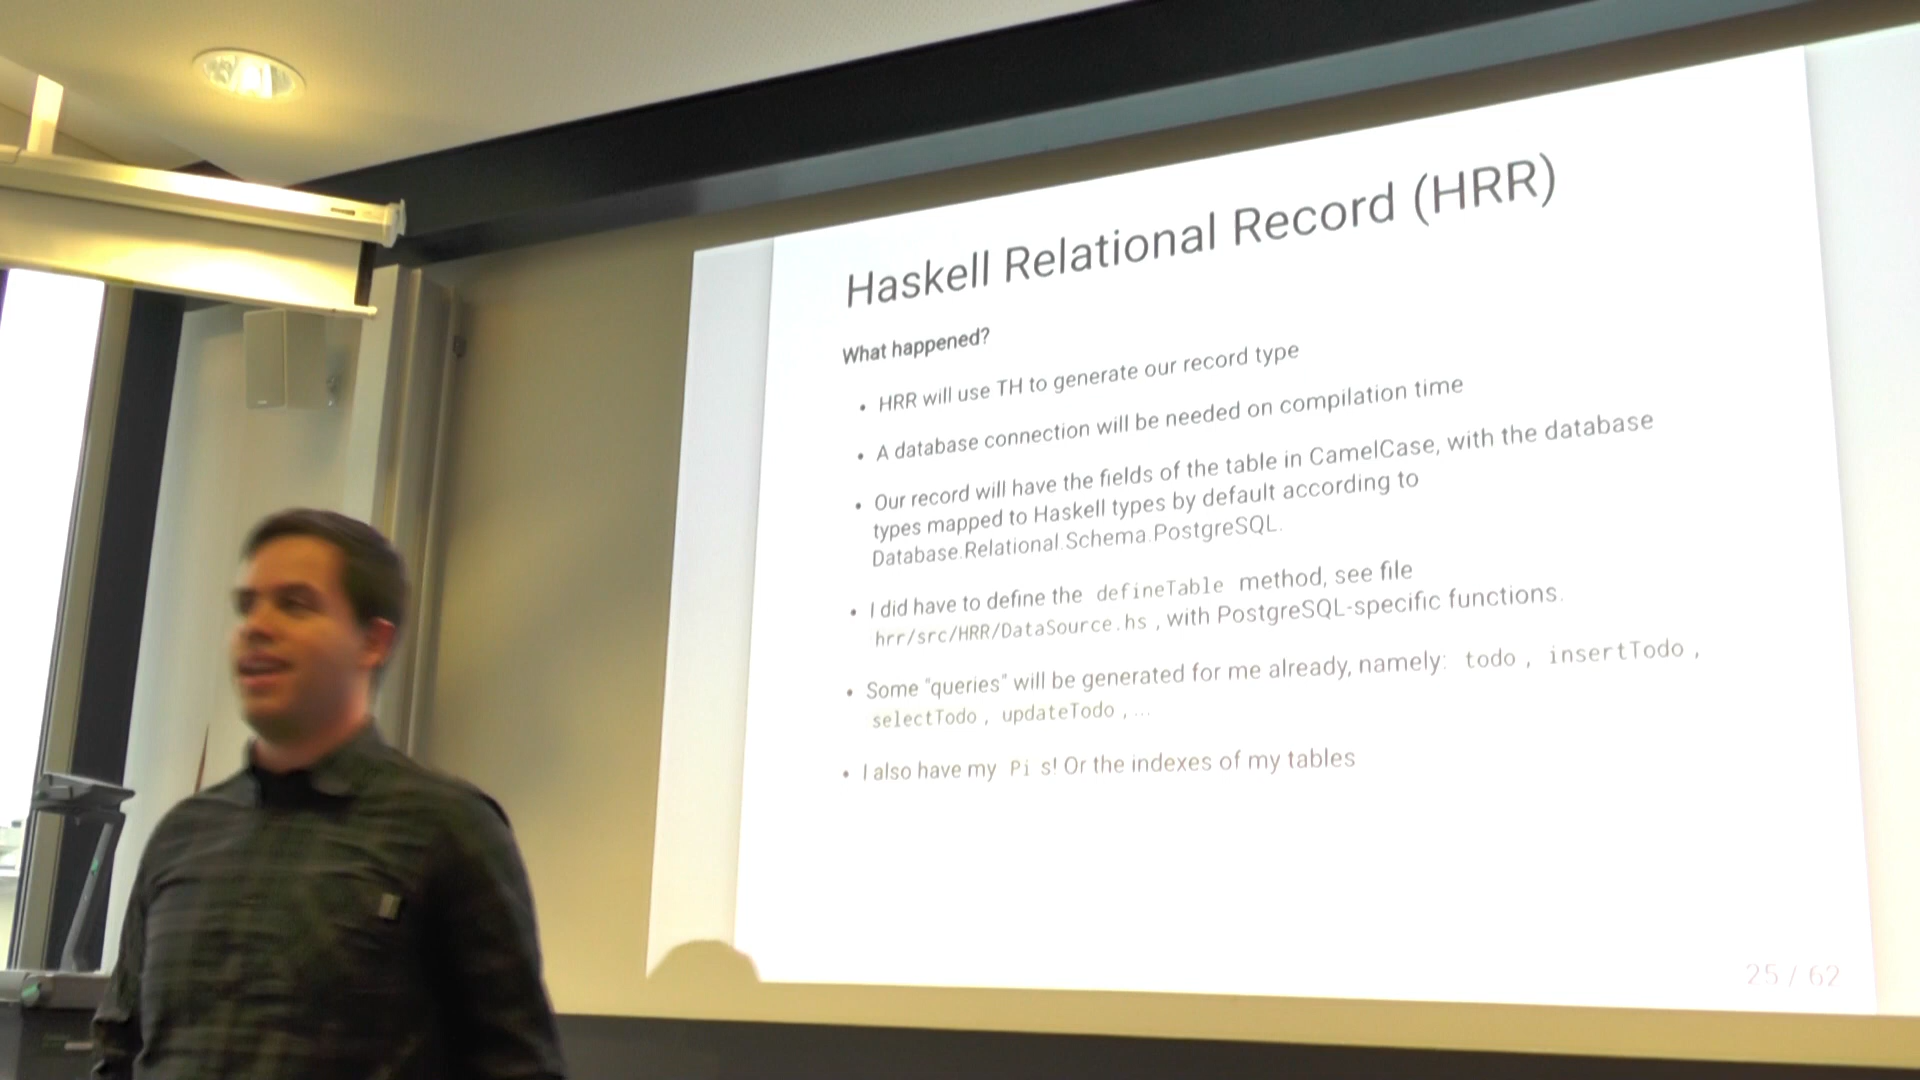 Haskell Relational Record (HRR)
What happened?
• HRR will use TH to generate our record type
• A database connection will be needed on compilation time
• Our record will have the fields of the table in CamelCase, with the database
types mapped to Haskell types by default according to
Database.Relational.Schema.PostgreSQL.
• I did have to define the defineTable method, see file
hrr/src/HRR/DataSource.hs , with PostgreSQL-specific functions.
• Some "queries" will be generated for me already, namely: todo , insertTodo ,
selectTodo , updateTodo , ...
• I also have my Pi s! Or the indexes of my tables
25 / 62